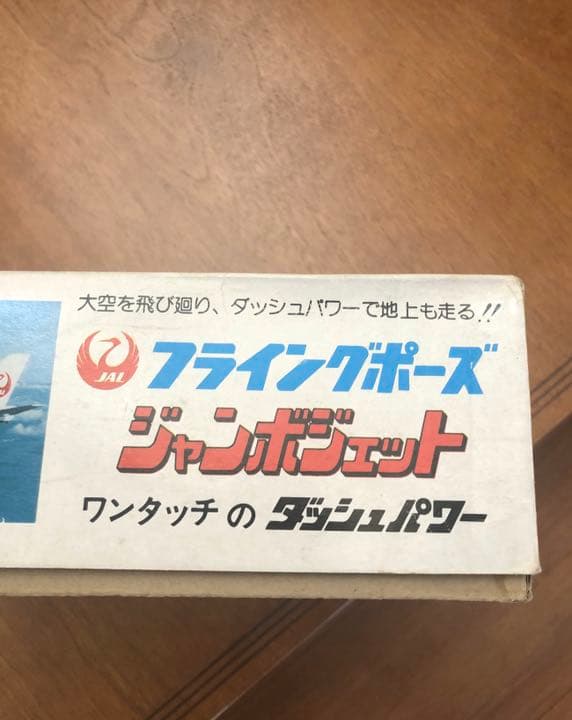 大空を飛び廻り、ダッシュパワーで地上も走る!!
JAL フライングポーズ
ジャンボジェット
ワンタッチの ダッシュパワー